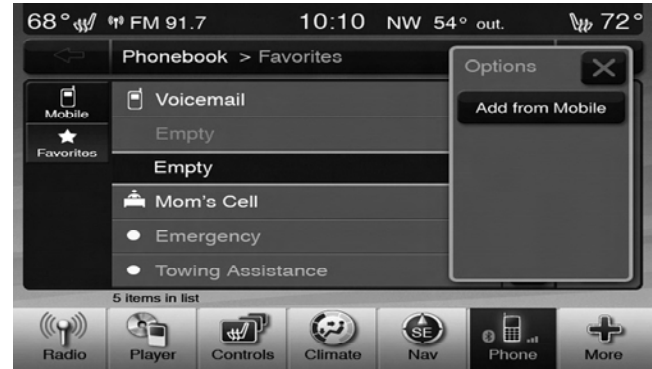 68° FM 91.7 10:10 NW 54° out. 72°
Phonebook > Favorites
Options
Mobile
Voicemail
Add from Mobile
Favorites
Empty
Empty
Mom's Cell
Emergency
Towing Assistance
5 items in list
Radio Player Controls Climate SE Nav Phone More